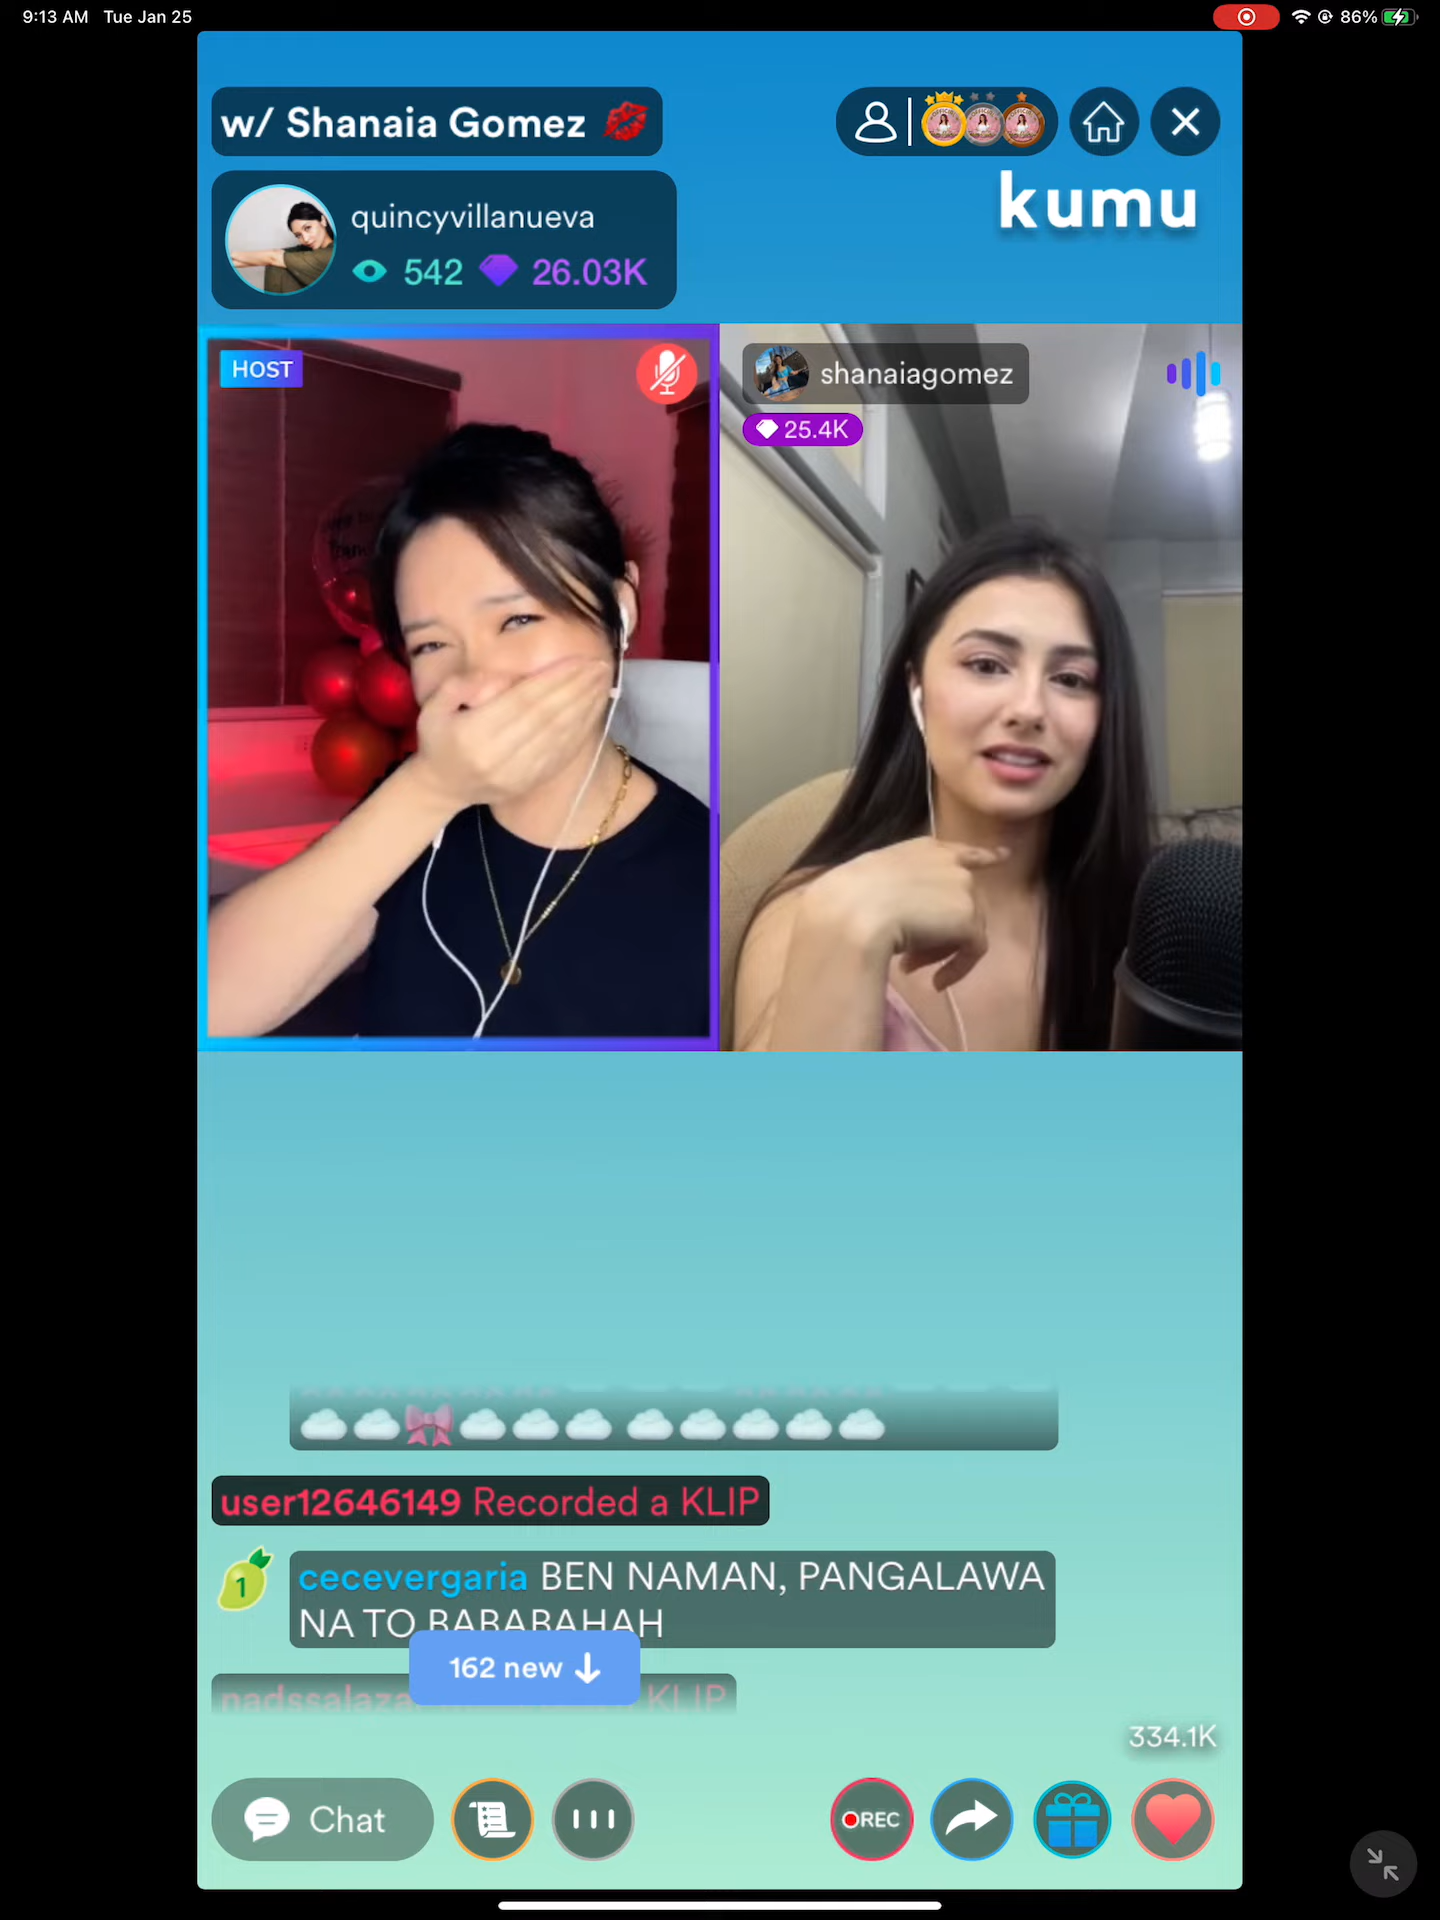 9:13 AM Tue Jan 25
86%
w/ Shanaia Gomez
kumu
quincyvillanueva
542 26.03K
HOST
shanaiagomez
25.4K
user12646149 Recorded a KLIP
1
cecevergaria BEN NAMAN, PANGALAWA
NA TO BABABAHAH
162 new
nadssalaza KLIP
334.1K
Chat
REC